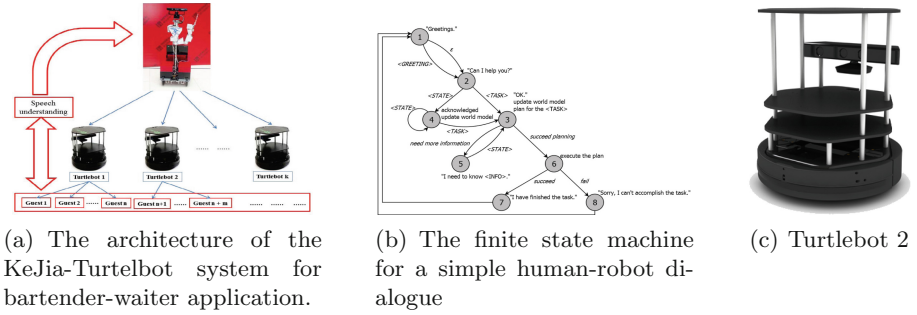 Speech
understanding
Turtlebot 1
Turtlebot 2
Turtlebot k
...... ......
Guest 1
Guest 2
......
Guest n
Guest n+1
......
Guest n + m
...... ...... ......
(a) The architecture of the
KeJia-Turtelbot system for
bartender-waiter application.
"Greetings."
1
ε
<GREETING>
"Can I help you?"
2
<STATE>
<TASK>
"OK."
update world model
plan for the <TASK>
<STATE>
4
acknowledged
update world model
3
<TASK>
need more information
<STATE>
succeed planning
5
"I need to know <INFO>."
6
execute the plan
succeed
fail
7
"I have finished the task."
8
"Sorry, I can't accomplish the task."
(b) The finite state machine
for a simple human-robot di-
alogue
(c) Turtlebot 2